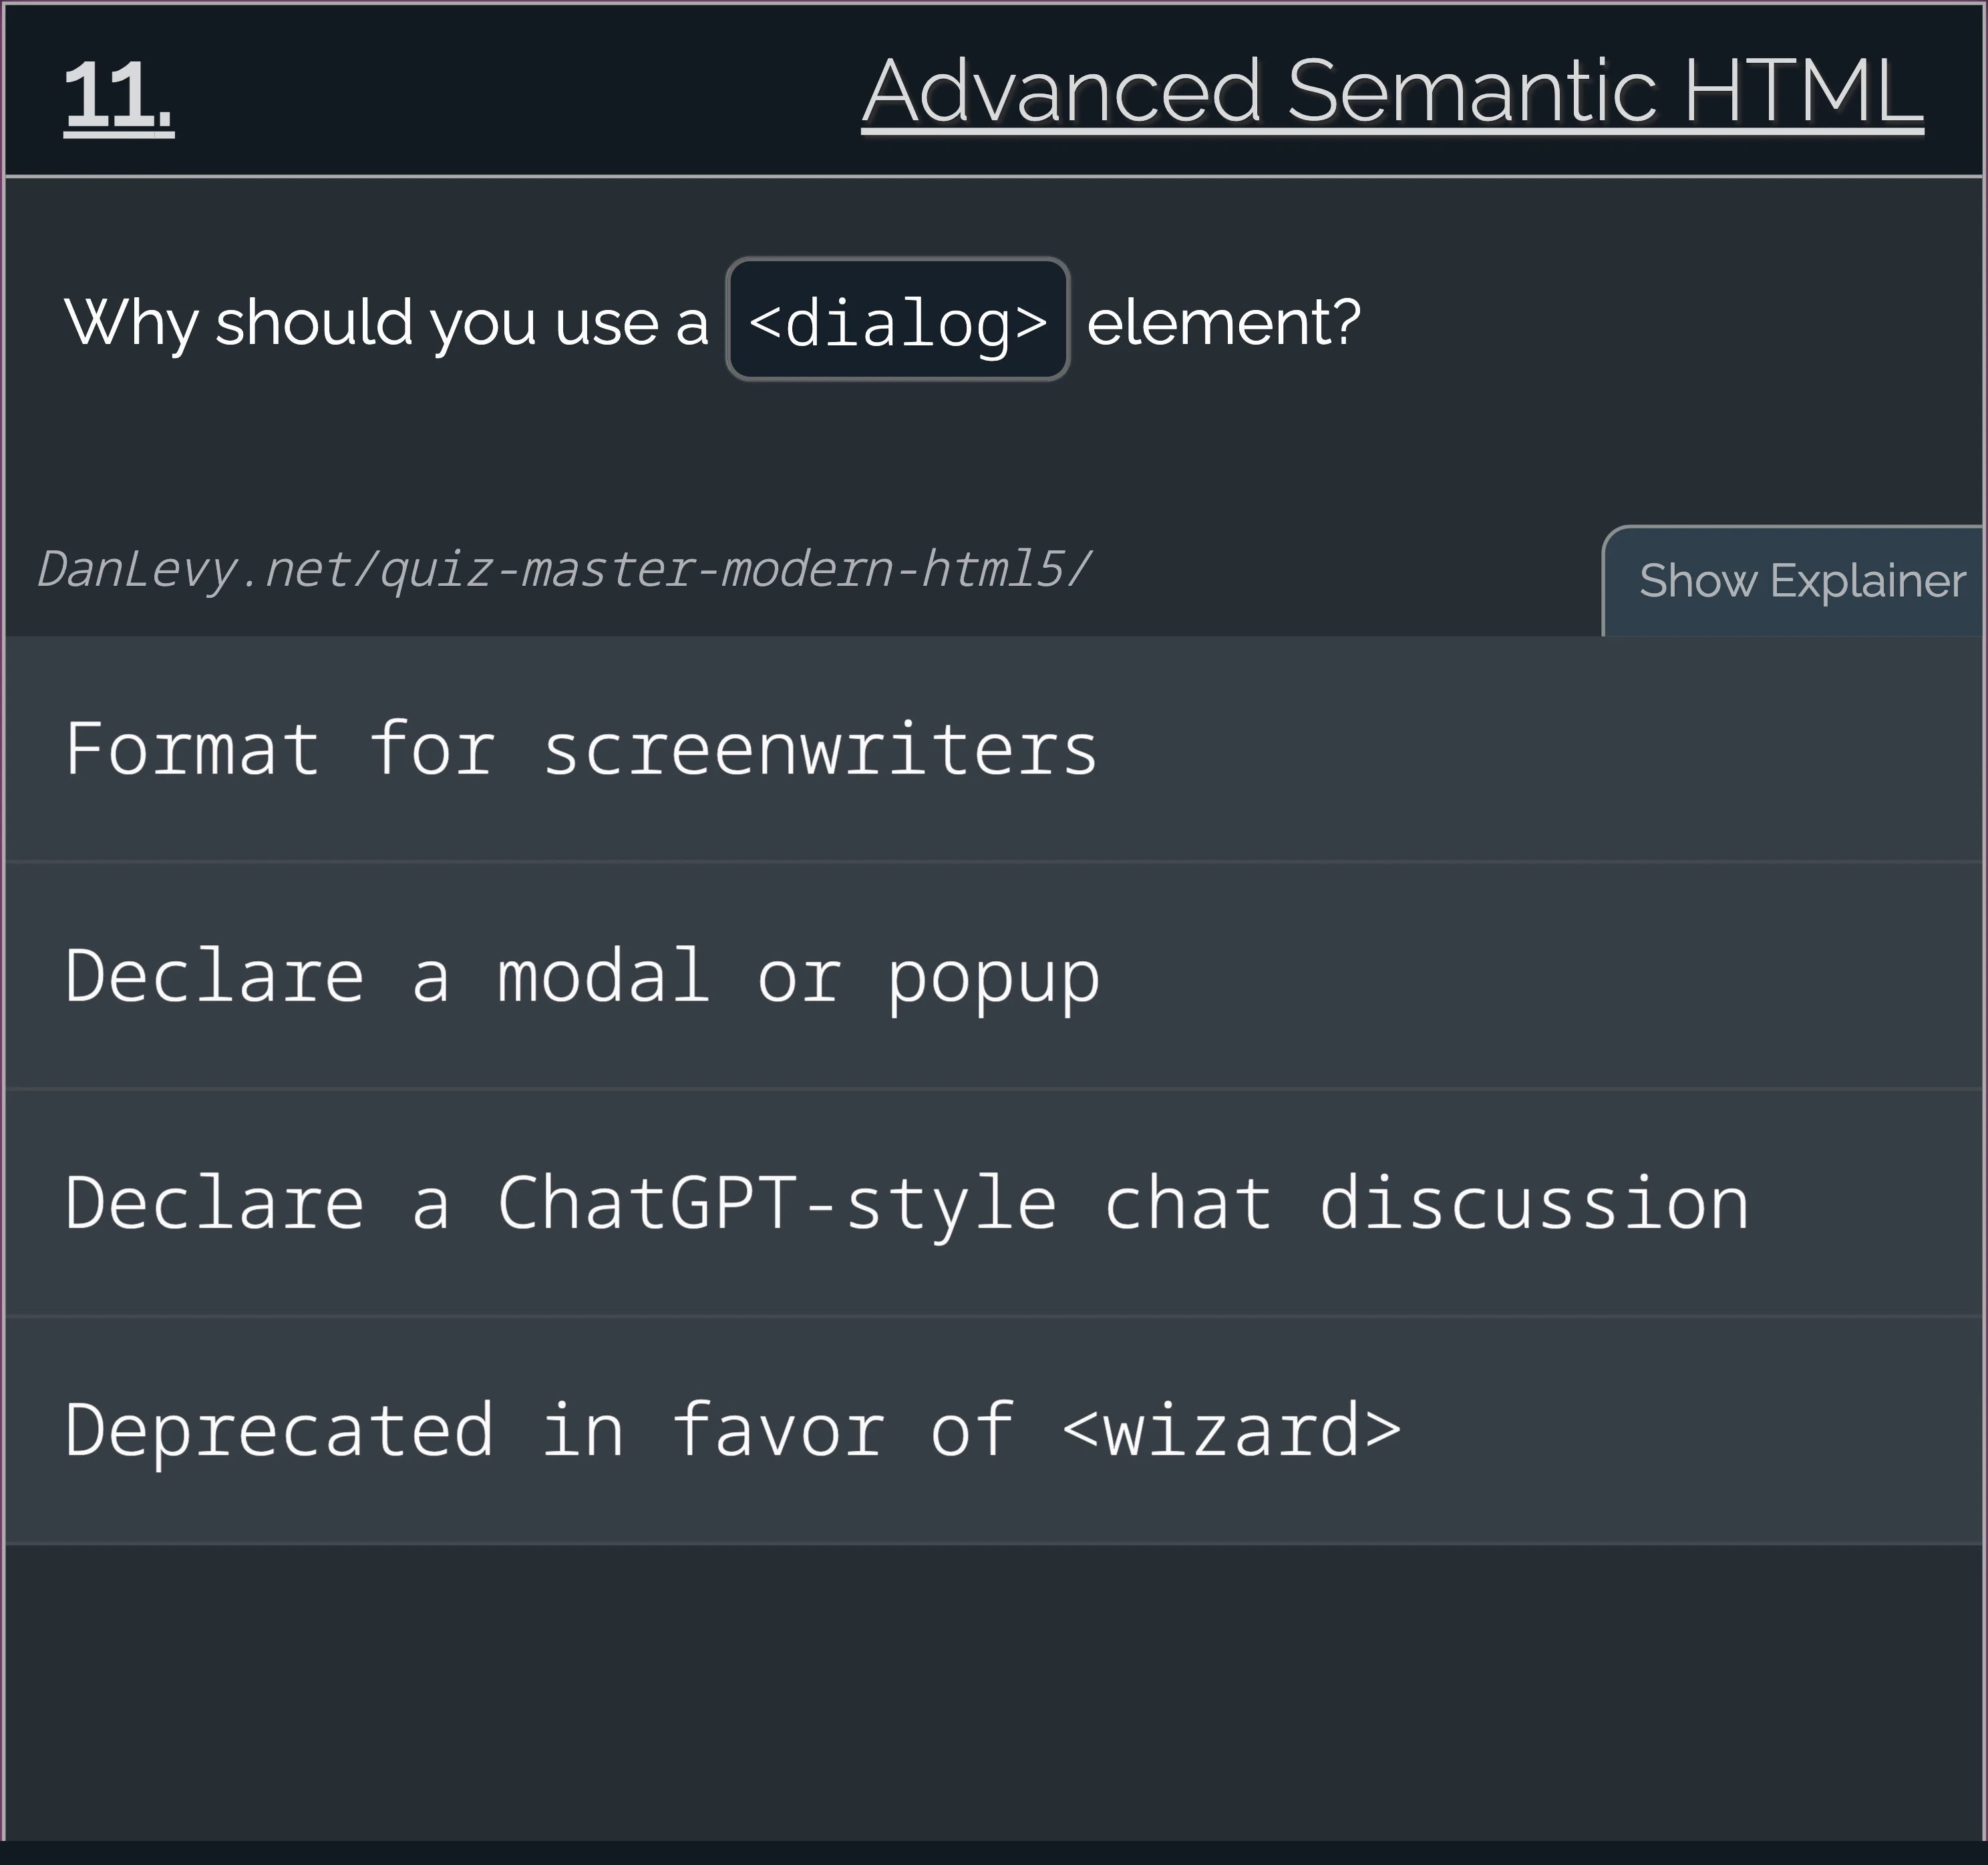 11.
Advanced Semantic HTML
Why should you use a <dialog> element?
DanLevy.net/quiz-master-modern-html5/
Show Explainer
Format for screenwriters
Declare a modal or popup
Declare a ChatGPT-style chat discussion
Deprecated in favor of <wizard>